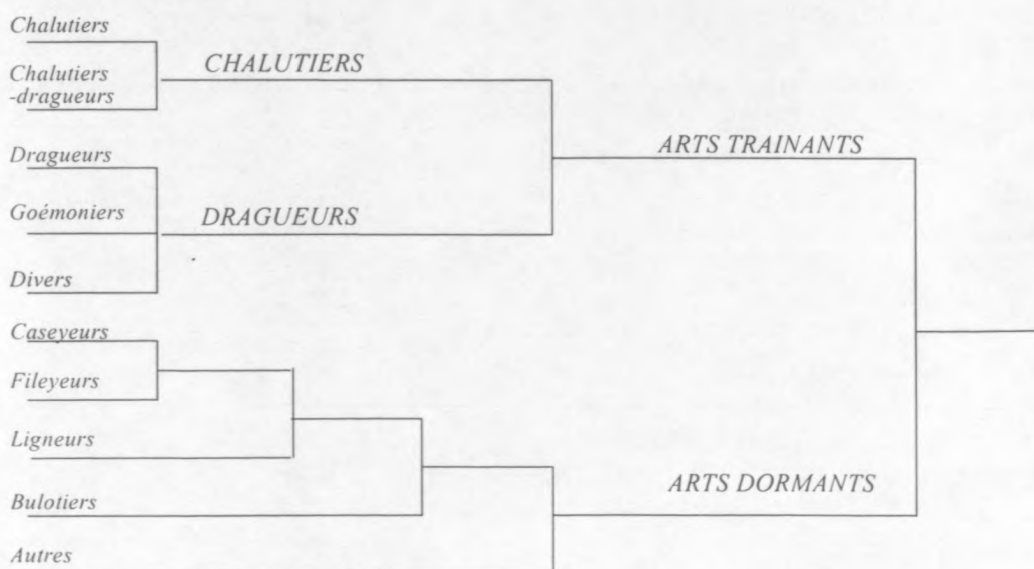 Chalutiers
CHALUTIERS
Chalutiers
-dragueurs
ARTS TRAINANTS
Dragueurs
Goémoniers
DRAGUEURS
Divers
Caseyeurs
Fileyeurs
Ligneurs
ARTS DORMANTS
Bulotiers
Autres